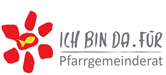 ICH BIN DA.FÜR
Pfarrgemeinderat